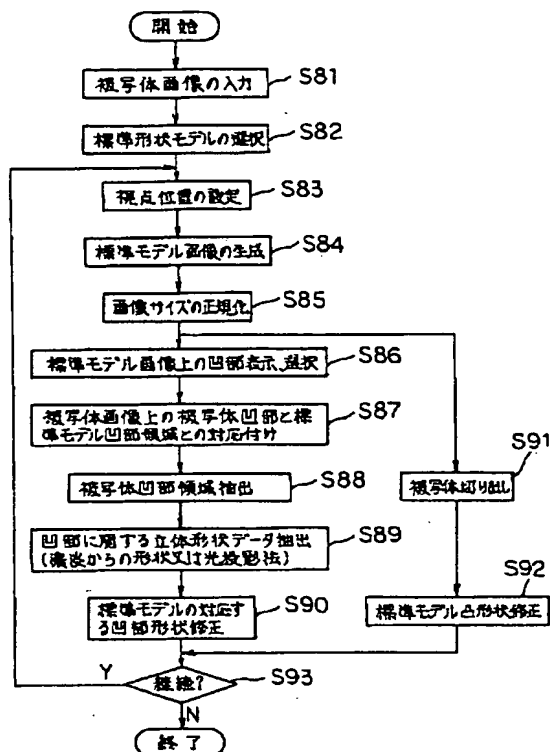 開始
被写体画像の入力
S81
標準形状モデルの選択
S82
視点位置の設定
S83
標準モデル画像の生成
S84
画像サイズの正規化
S85
標準モデル画像上の凹部表示、選択
S86
被写体画像上の被写体凹部と標
準モデル凹部領域との対応付け
S87
被写体凹部領域抽出
S88
凹部に関する立体形状データ抽出
(濃淡からの形状又は光投影法)
S89
標準モデルの対応す
る凹部形状修正
S90
被写体切り出し
S91
標準モデル凸形状修正
S92
継続?
S93
Y
N
終了